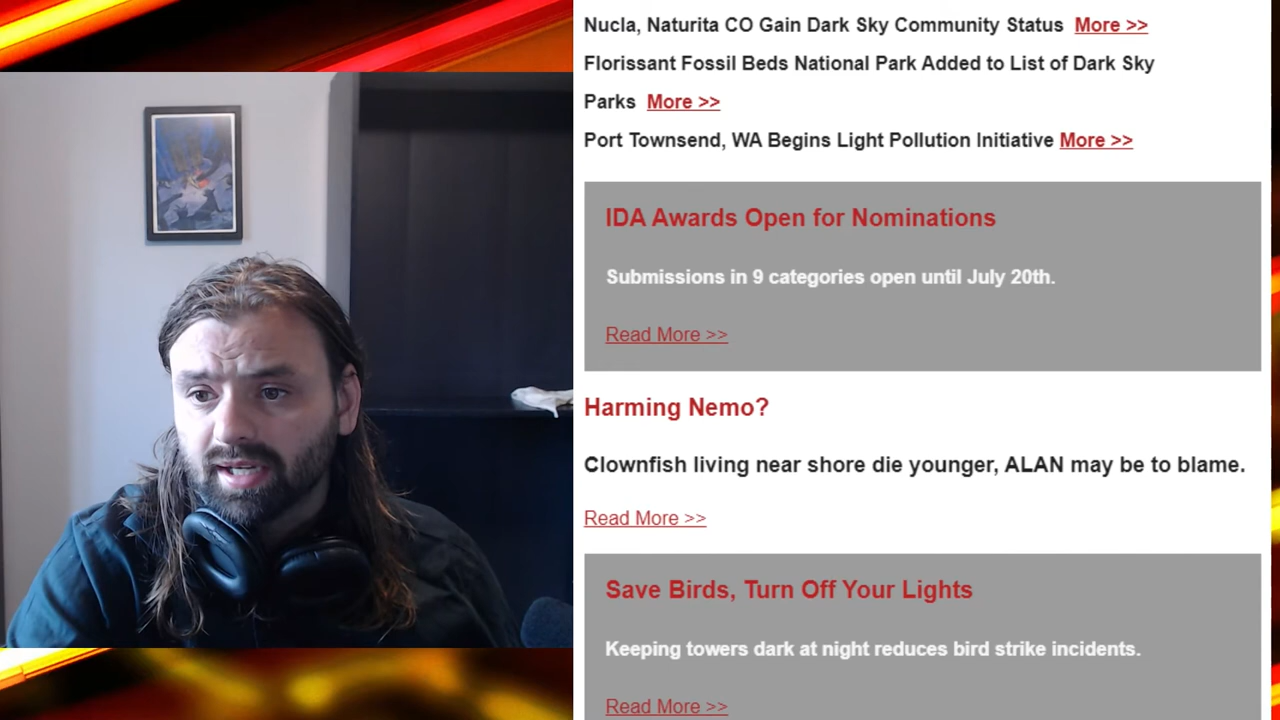 Nucla, Naturita CO Gain Dark Sky Community Status More >>
Florissant Fossil Beds National Park Added to List of Dark Sky
Parks More >>
Port Townsend, WA Begins Light Pollution Initiative More >>
IDA Awards Open for Nominations
Submissions in 9 categories open until July 20th.
Read More >>
Harming Nemo?
Clownfish living near shore die younger, ALAN may be to blame.
Read More >>
Save Birds, Turn Off Your Lights
Keeping towers dark at night reduces bird strike incidents.
Read More >>